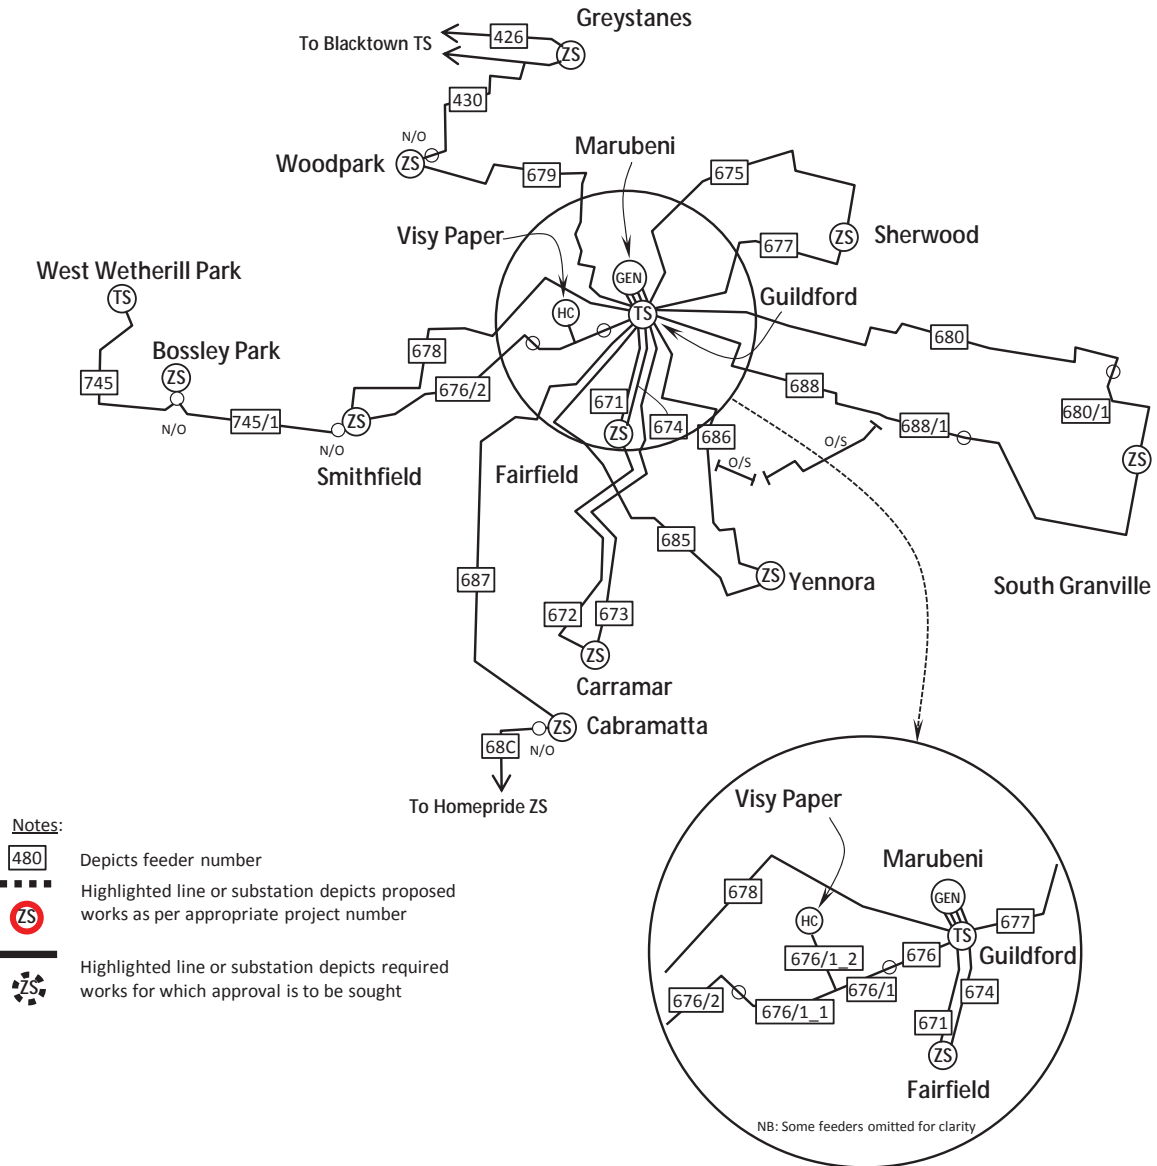 Greystanes
To Blacktown TS
426
ZS
430
N/O
Woodpark
ZS
679
Marubeni
675
Visy Paper
677
ZS
Sherwood
West Wetherill Park
TS
GEN
HC
TS
Guildford
Bossley Park
ZS
678
680
745
676/2
671
688
680/1
N/O
745/1
N/O
ZS
ZS
674
686
688/1
O/S
O/S
ZS
Smithfield
Fairfield
685
687
ZS
Yennora
South Granville
672
673
ZS
Carramar
ZS
Cabramatta
68C
N/O
To Homepride ZS
Visy Paper
Marubeni
678
GEN
HC
677
TS
676
Guildford
676/1_2
676/1
674
676/2
676/1_1
671
ZS
Fairfield
NB: Some feeders omitted for clarity
Notes:
480
Depicts feeder number
Highlighted line or substation depicts proposed
works as per appropriate project number
ZS
Highlighted line or substation depicts required
works for which approval is to be sought
ZS